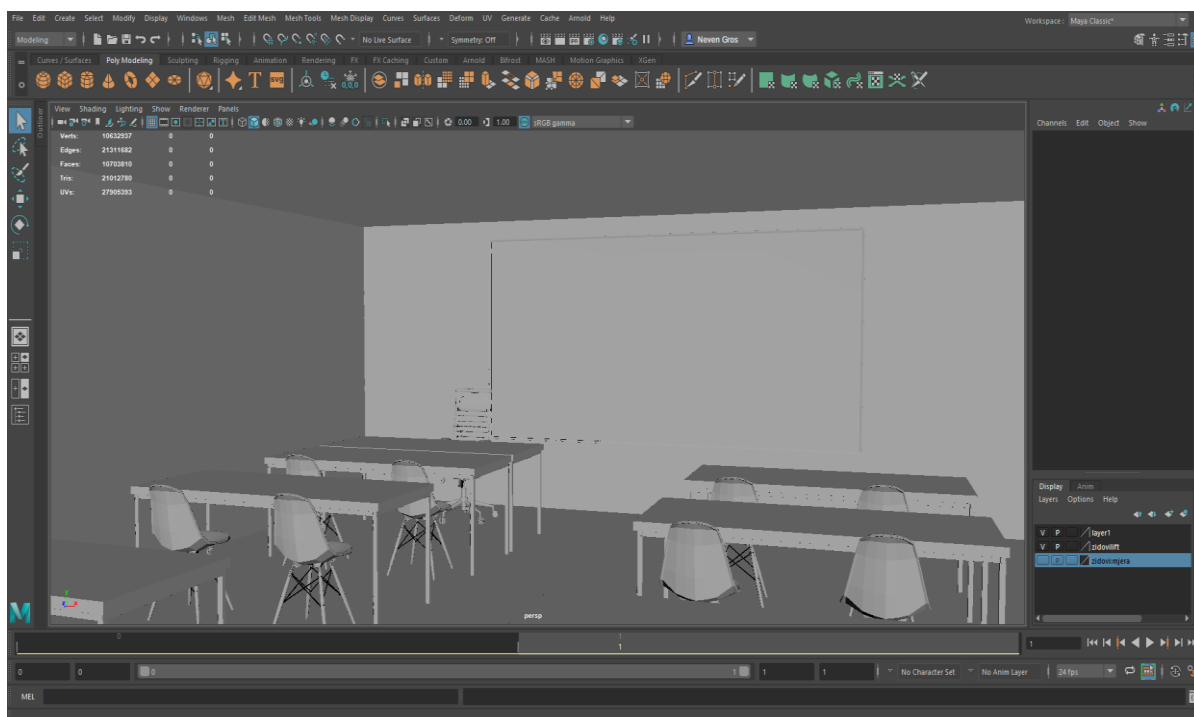 File Edit Create Select Modify Display Windows Mesh Edit Mesh Mesh Tools Mesh Display Curves Surfaces Deform UV Generate Cache Arnold Help
Workspace: Maya Classic*
Modeling No Live Surface Symmetry: Off Neven Gros
Curves / Surfaces Poly Modeling Sculpting Rigging Animation Rendering FX FX Caching Custom Arnold Bifrost MASH Motion Graphics XGen
T SVG
Outliner
View Shading Lighting Show Renderer Panels
0.00 1.00 sRGB gamma
Channels Edit Object Show
Verts: 10632937 0 0
Edges: 21311682 0 0
Faces: 10703810 0 0
Tris: 21012780 0 0
UVs: 27905393 0 0
Display Anim
Layers Options Help
V P layer1
V P zidovilift
P zidovi:mjera
persp
M
0 1
1 1
0 0 0 1 1 1 No Character Set No Anim Layer 24 fps
MEL